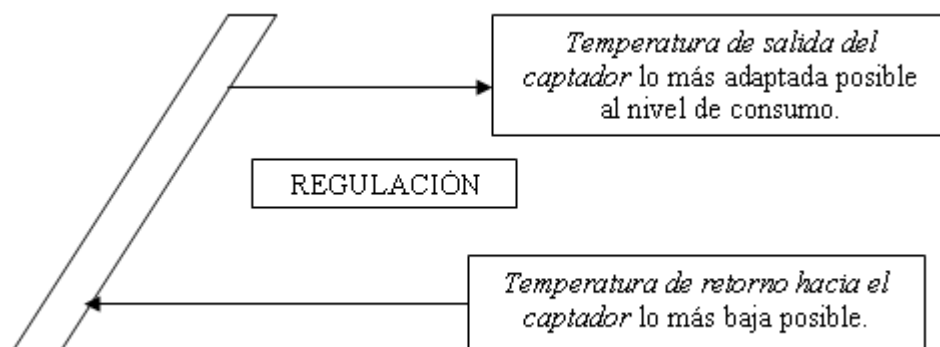 Temperatura de salida del
captador lo más adaptada posible
al nivel de consumo.
REGULACIÓN
Temperatura de retorno hacia el
captador lo más baja posible.